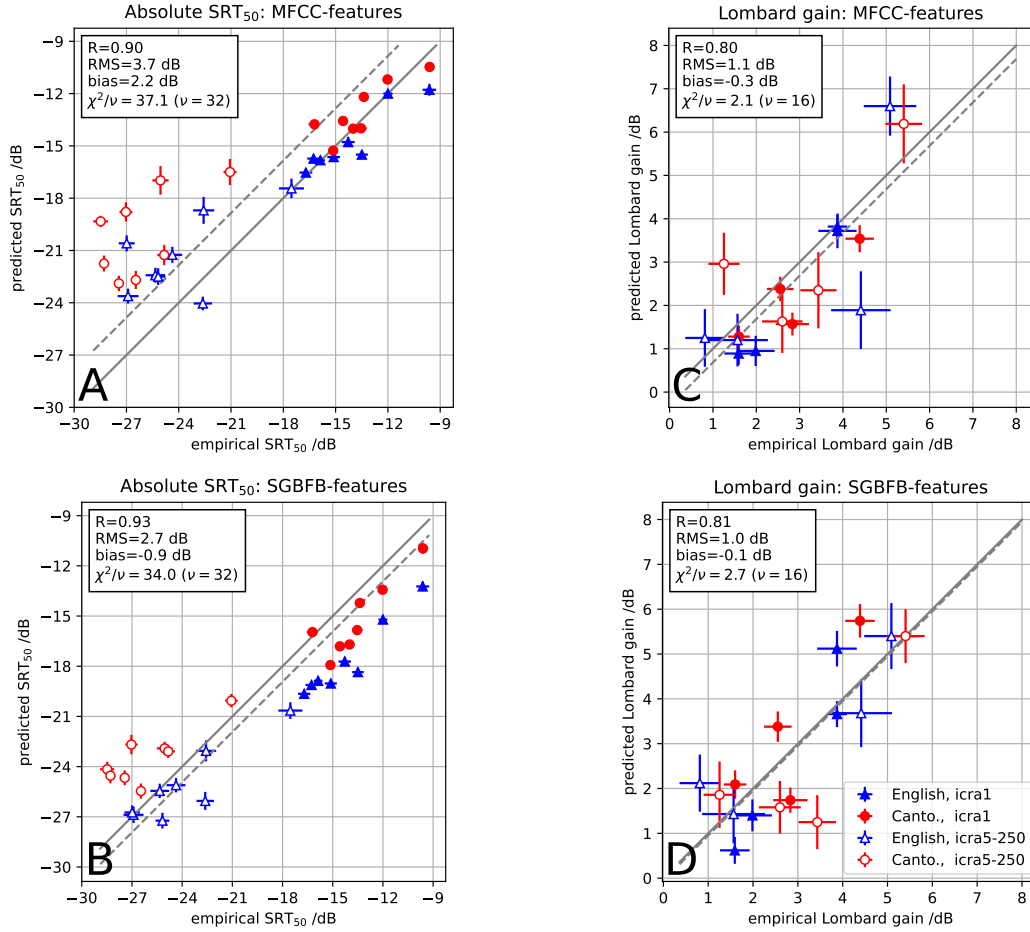 Absolute SRT₅₀: MFCC-features
R=0.90
RMS=3.7 dB
bias=2.2 dB
χ²/ν = 37.1 (ν = 32)
predicted SRT₅₀ /dB
−9
−12
−15
−18
−21
−24
−27
−30
A
−30 −27 −24 −21 −18 −15 −12 −9
empirical SRT₅₀ /dB
Lombard gain: MFCC-features
R=0.80
RMS=1.1 dB
bias=-0.3 dB
χ²/ν = 2.1 (ν = 16)
predicted Lombard gain /dB
8
7
6
5
4
3
2
1
0
C
1 2 3 4 5 6 7 8
empirical Lombard gain /dB
Absolute SRT₅₀: SGBFB-features
R=0.93
RMS=2.7 dB
bias=-0.9 dB
χ²/ν = 34.0 (ν = 32)
predicted SRT₅₀ /dB
−9
−12
−15
−18
−21
−24
−27
−30
B
−30 −27 −24 −21 −18 −15 −12 −9
empirical SRT₅₀ /dB
Lombard gain: SGBFB-features
R=0.81
RMS=1.0 dB
bias=-0.1 dB
χ²/ν = 2.7 (ν = 16)
predicted Lombard gain /dB
8
7
6
5
4
3
2
1
0
English, icra1
Canto., icra1
English, icra5-250
Canto., icra5-250
D
0 1 2 3 4 5 6 7 8
empirical Lombard gain /dB